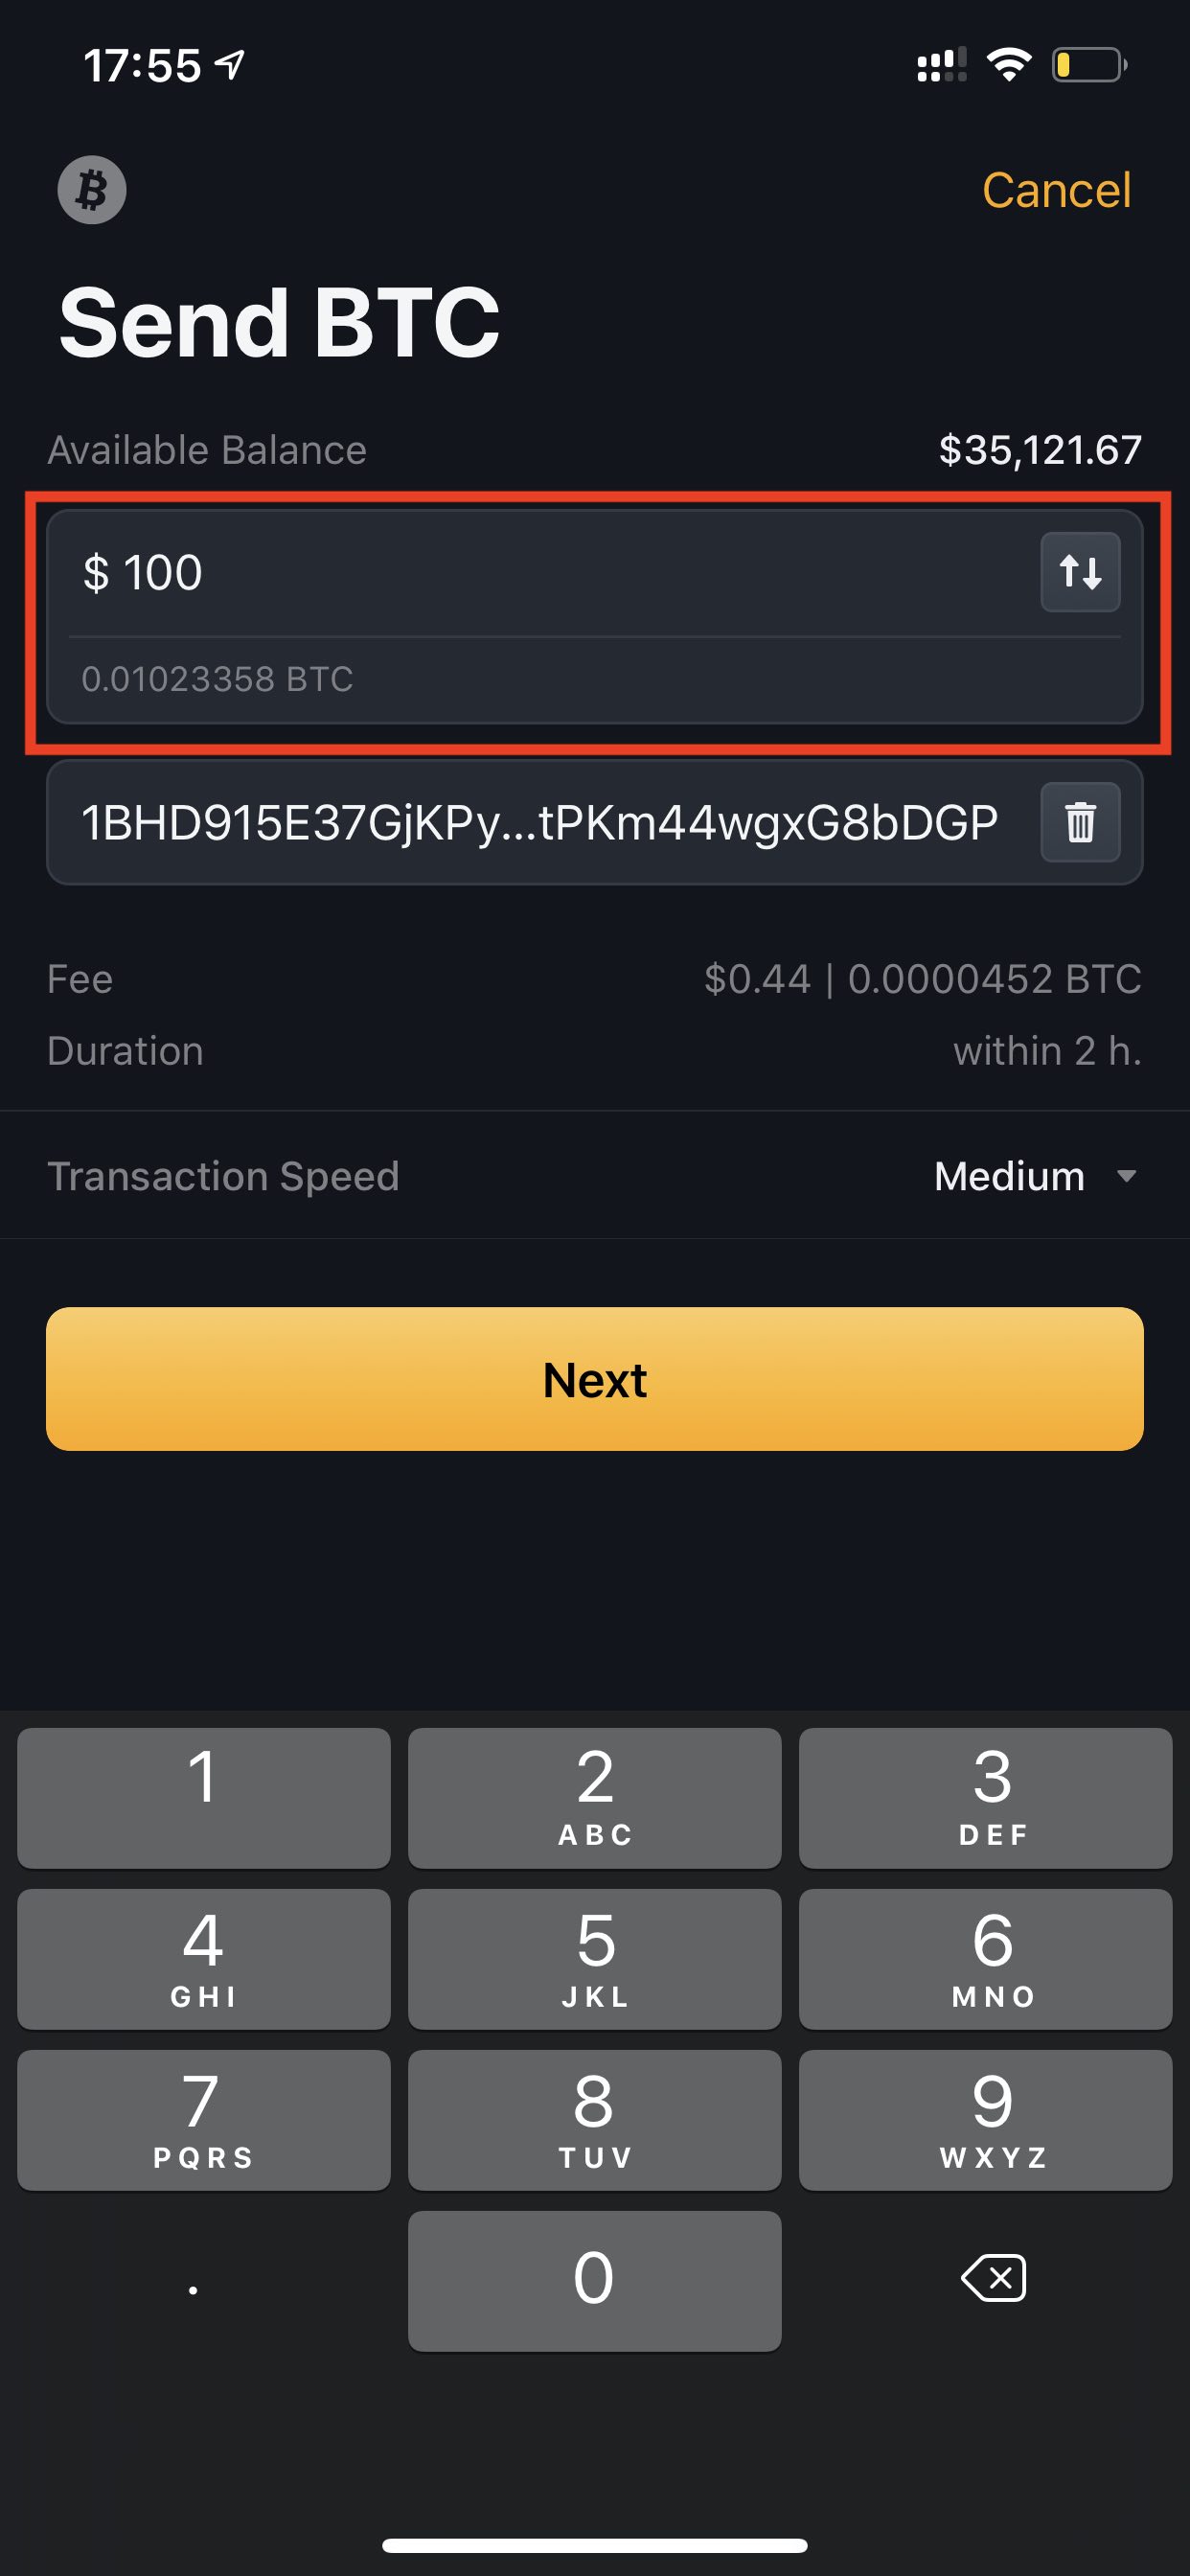 17:55
Cancel
Send BTC
Available Balance $35,121.67
$ 100
0.01023358 BTC
1BHD915E37GjKPy...tPKm44wgxG8bDGP
Fee $0.44 | 0.0000452 BTC
Duration within 2 h.
Transaction Speed Medium
Next
1 2 3
ABC DEF
4 5 6
GHI JKL MNO
7 8 9
PQRS TUV WXYZ
. 0